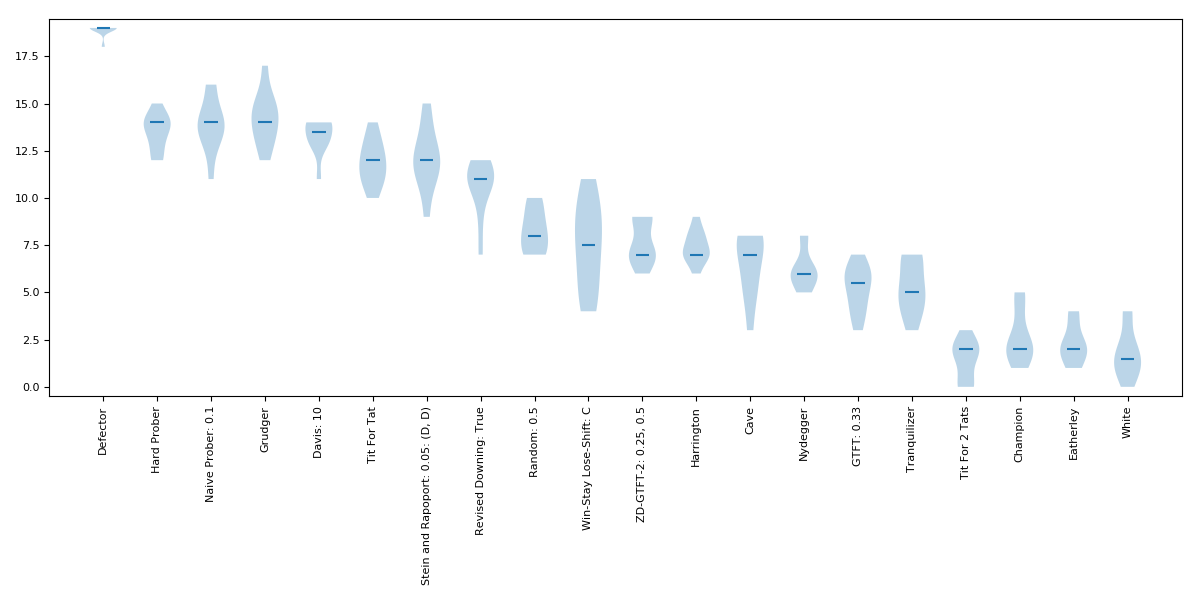 17.5
15.0
12.5
10.0
7.5
5.0
2.5
0.0
Defector
Hard Prober
Naive Prober: 0.1
Grudger
Davis: 10
Tit For Tat
Stein and Rapoport: 0.05: (D, D)
Revised Downing: True
Random: 0.5
Win-Stay Lose-Shift: C
ZD-GTFT-2: 0.25, 0.5
Harrington
Cave
Nydegger
GTFT: 0.33
Tranquilizer
Tit For 2 Tats
Champion
Eatherley
White